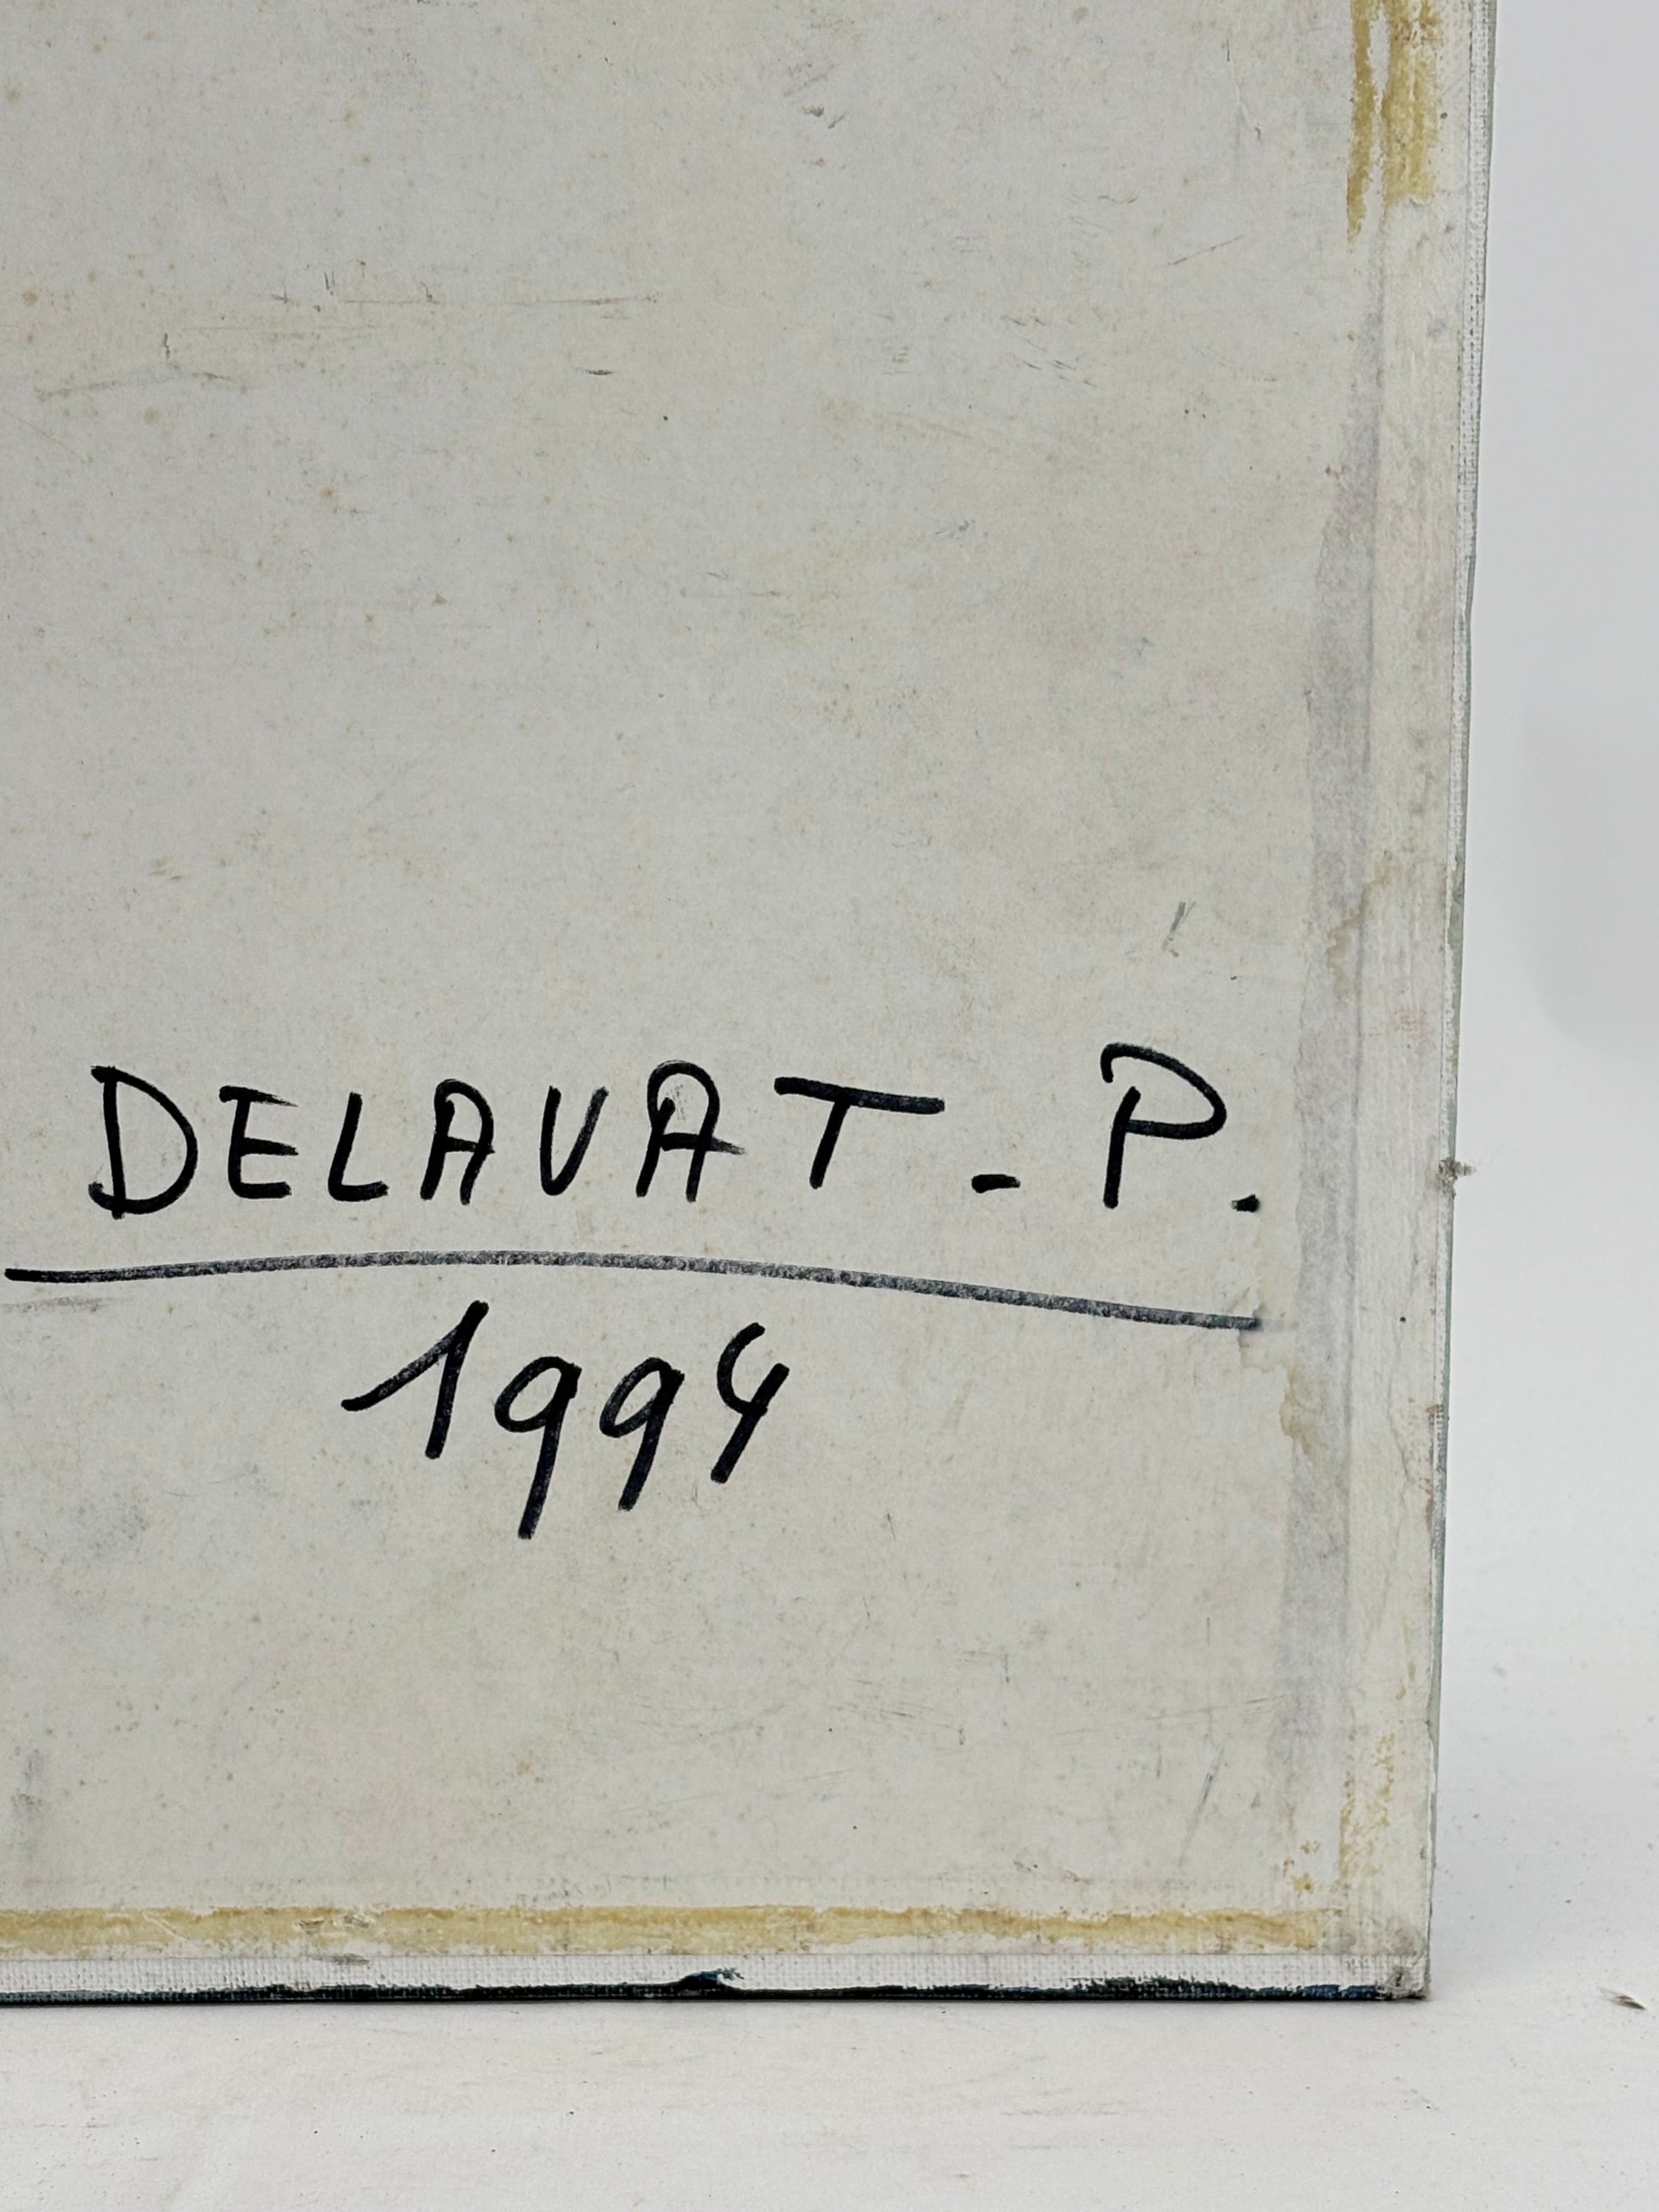 DELAVAT - P.
1994